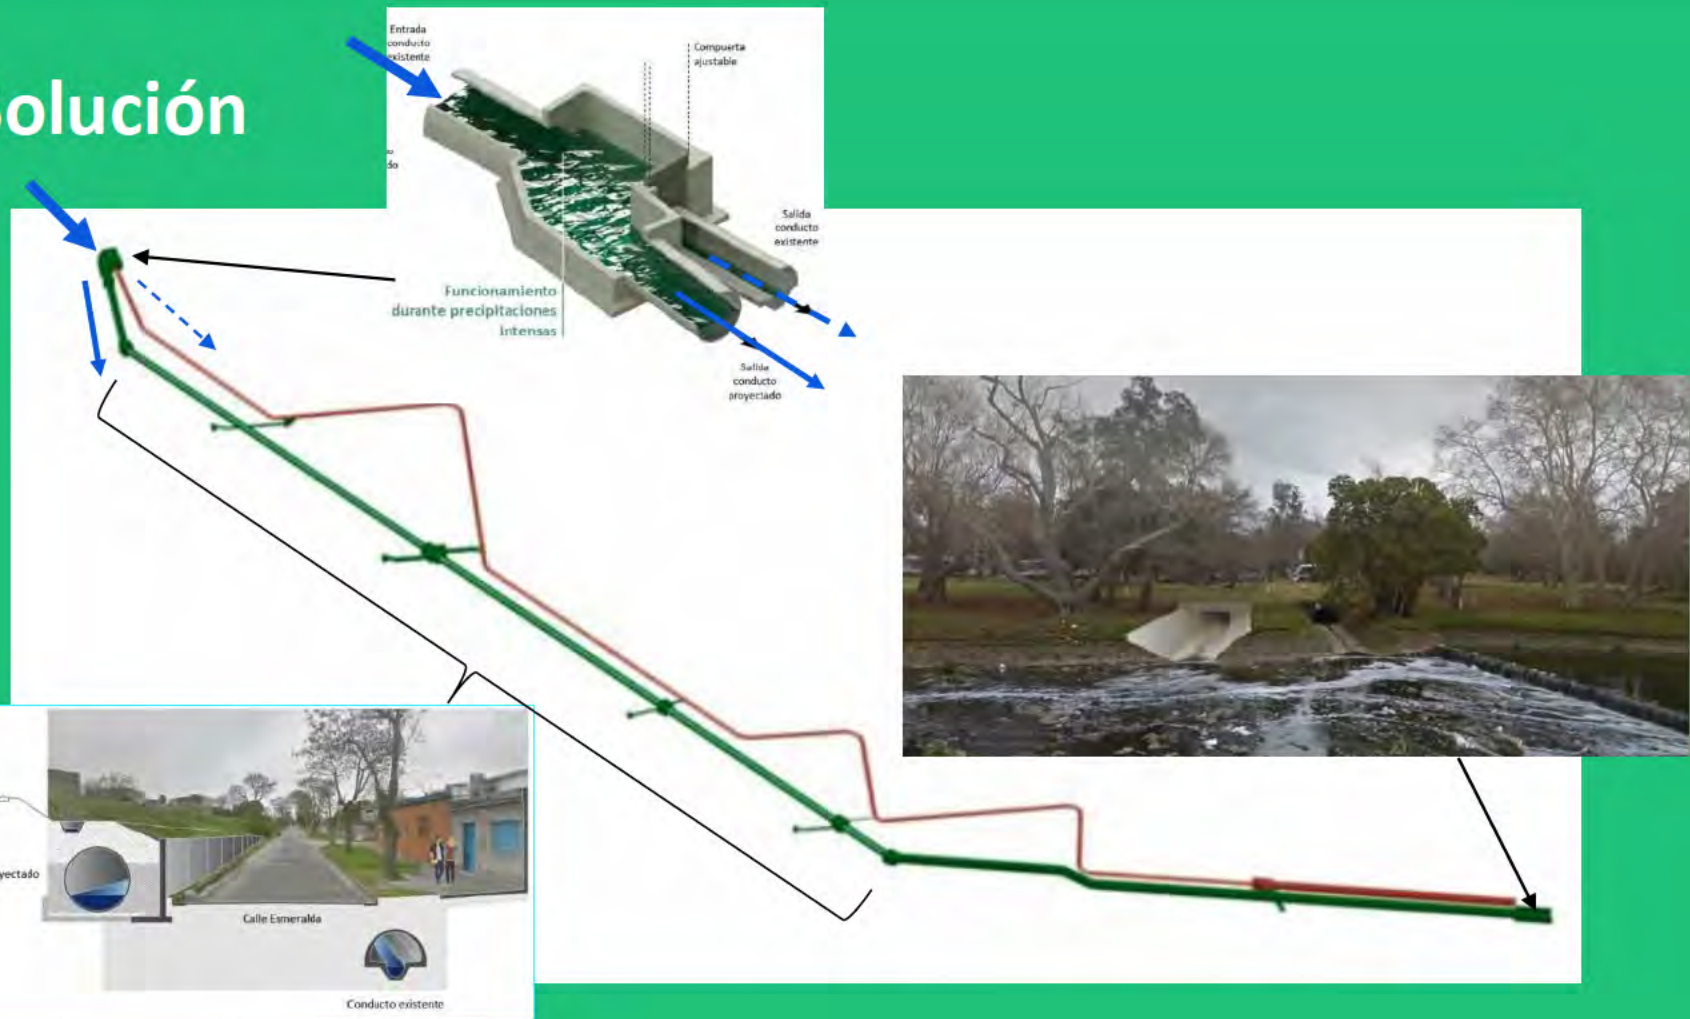 olución
Entrada
conducto
existente
Compuerta
ajustable
do
Salida
conducto
existente
Funcionamiento
durante precipitaciones
intensas
Salida
conducto
proyectado
yectado
Calle Esmeralda
Conducto existente